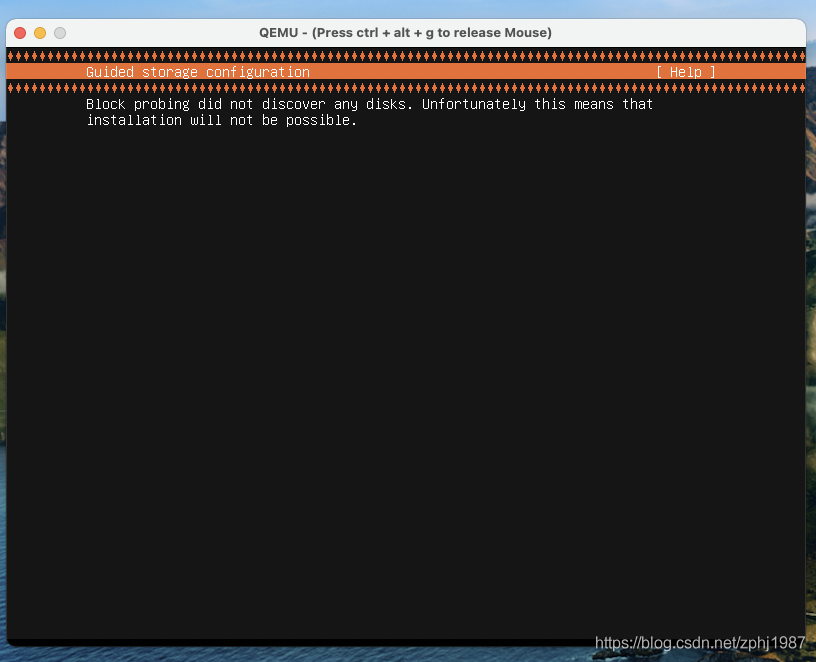 QEMU - (Press ctrl + alt + g to release Mouse)
Guided storage configuration [ Help ]
Block probing did not discover any disks. Unfortunately this means that
installation will not be possible.
https://blog.csdn.net/zphj1987